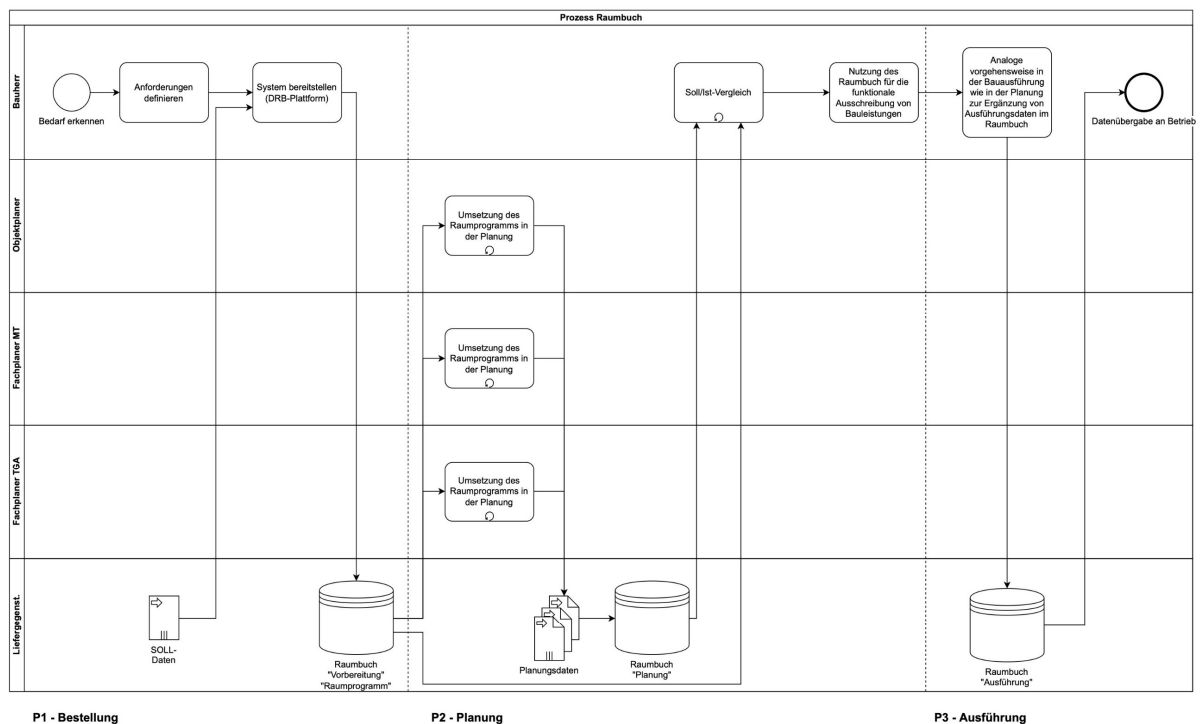 Prozess Raumbuch
Bauherr
Bedarf erkennen
Anforderungen
definieren
System bereitstellen
(DRB-Plattform)
Soll/Ist-Vergleich
Nutzung des
Raumbuch für die
funktionale
Ausschreibung von
Bauleistungen
Analoge
vorgehensweise in
der Bauausführung
wie in der Planung
zur Ergänzung von
Ausführungsdaten im
Raumbuch
Datenübergabe an Betrieb
Objektplaner
Umsetzung des
Raumprogramms in
der Planung
Fachplaner MT
Umsetzung des
Raumprogramms in
der Planung
Fachplaner TGA
Umsetzung des
Raumprogramms in
der Planung
Liefergegenst.
SOLL-
Daten
Raumbuch
"Vorbereitung"
"Raumprogramm"
Planungsdaten
Raumbuch
"Planung"
Raumbuch
"Ausführung"
P1 - Bestellung
P2 - Planung
P3 - Ausführung